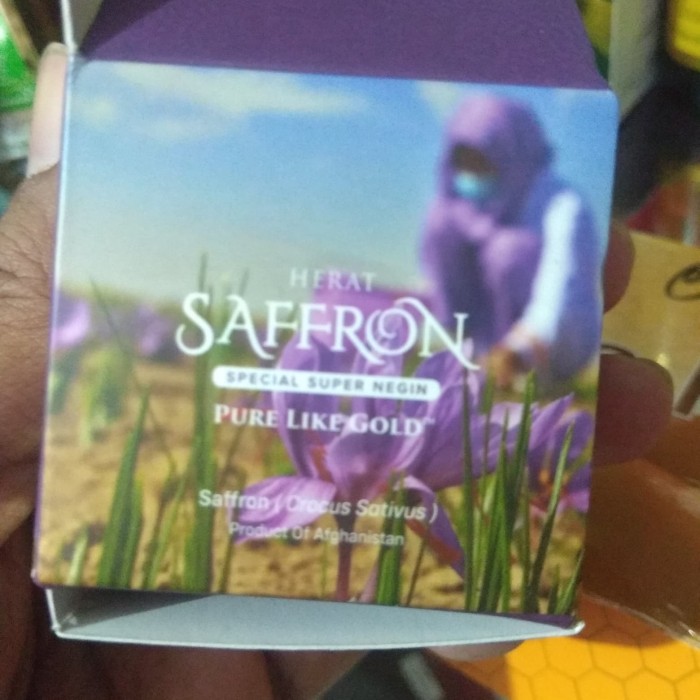 HERAT
SAFFRON
SPECIAL SUPER NEGIN
PURE LIKE GOLD™
Saffron ( Crocus Sativus )
Product Of Afghanistan